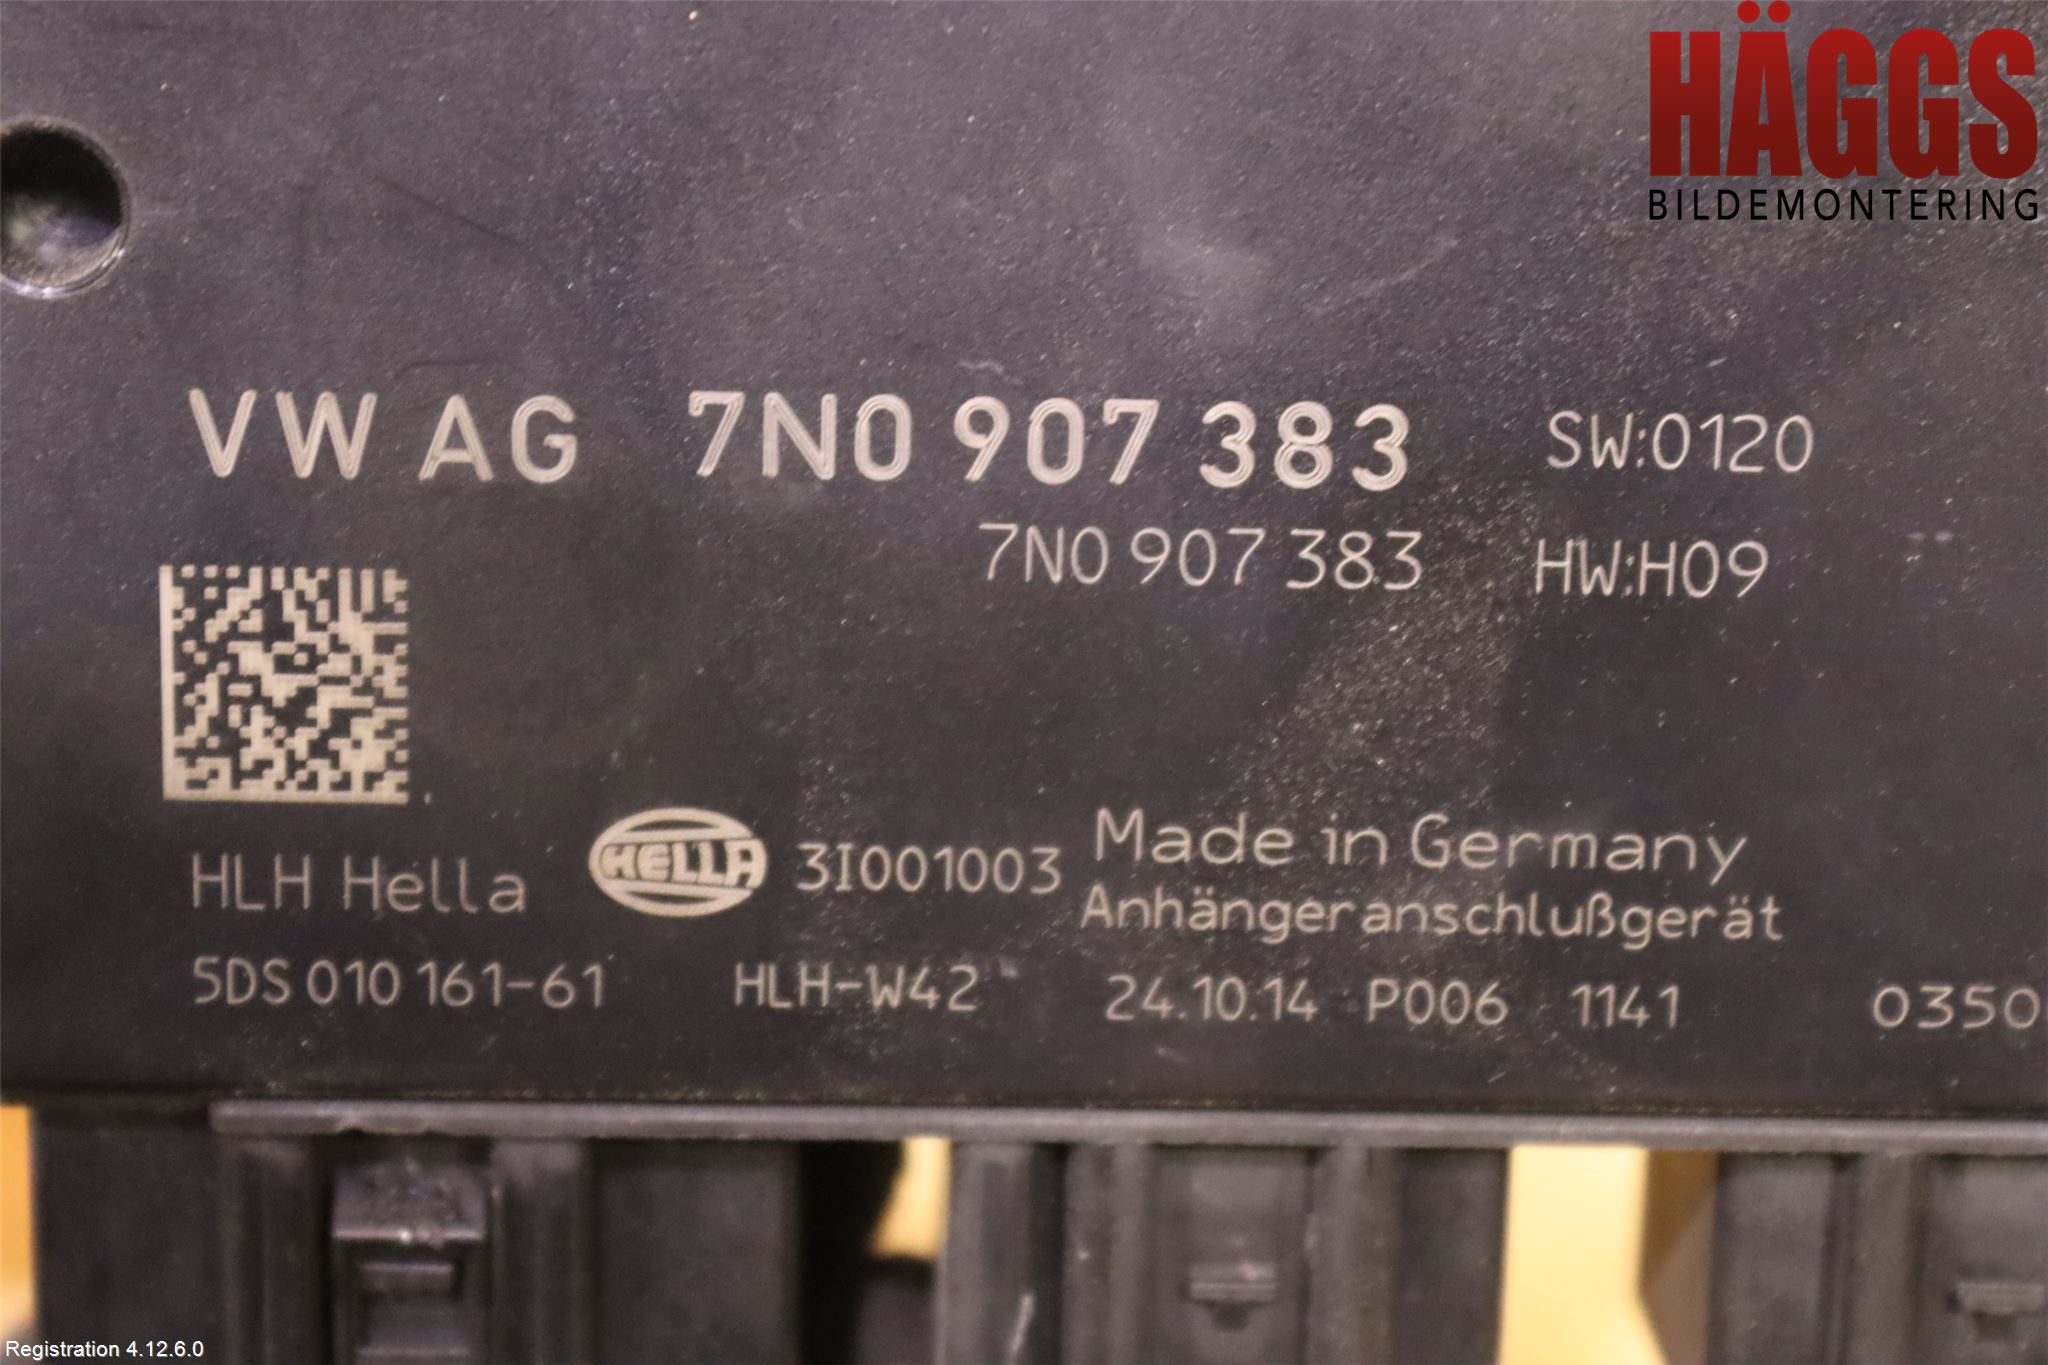 HÄGGS
BILDEMONTERING
VW AG 7N0 907 383 SW:0120
7N0 907 383 HW:H09
HLH Hella HELLA 3I001003 Made in Germany
Anhängeranschlußgerät
5DS 010 161-61 HLH-W42 24.10.14 P006 1141 0350
Registration 4.12.6.0